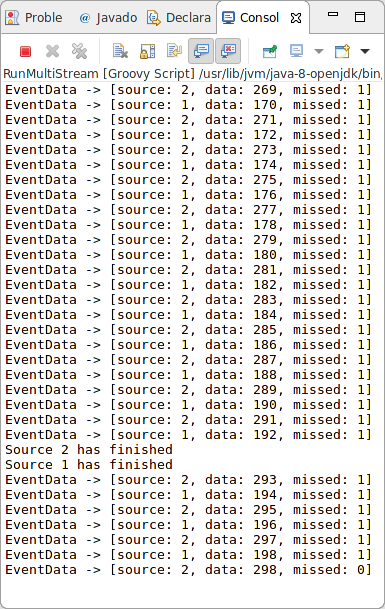 Proble
@ Javado
Declara
Consol
RunMultiStream [Groovy Script] /usr/lib/jvm/java-8-openjdk/bin,
EventData -> [source: 2, data: 269, missed: 1]
EventData -> [source: 1, data: 170, missed: 1]
EventData -> [source: 2, data: 271, missed: 1]
EventData -> [source: 1, data: 172, missed: 1]
EventData -> [source: 2, data: 273, missed: 1]
EventData -> [source: 1, data: 174, missed: 1]
EventData -> [source: 2, data: 275, missed: 1]
EventData -> [source: 1, data: 176, missed: 1]
EventData -> [source: 2, data: 277, missed: 1]
EventData -> [source: 1, data: 178, missed: 1]
EventData -> [source: 2, data: 279, missed: 1]
EventData -> [source: 1, data: 180, missed: 1]
EventData -> [source: 2, data: 281, missed: 1]
EventData -> [source: 1, data: 182, missed: 1]
EventData -> [source: 2, data: 283, missed: 1]
EventData -> [source: 1, data: 184, missed: 1]
EventData -> [source: 2, data: 285, missed: 1]
EventData -> [source: 1, data: 186, missed: 1]
EventData -> [source: 2, data: 287, missed: 1]
EventData -> [source: 1, data: 188, missed: 1]
EventData -> [source: 2, data: 289, missed: 1]
EventData -> [source: 1, data: 190, missed: 1]
EventData -> [source: 2, data: 291, missed: 1]
EventData -> [source: 1, data: 192, missed: 1]
Source 2 has finished
Source 1 has finished
EventData -> [source: 2, data: 293, missed: 1]
EventData -> [source: 1, data: 194, missed: 1]
EventData -> [source: 2, data: 295, missed: 1]
EventData -> [source: 1, data: 196, missed: 1]
EventData -> [source: 2, data: 297, missed: 1]
EventData -> [source: 1, data: 198, missed: 1]
EventData -> [source: 2, data: 298, missed: 0]